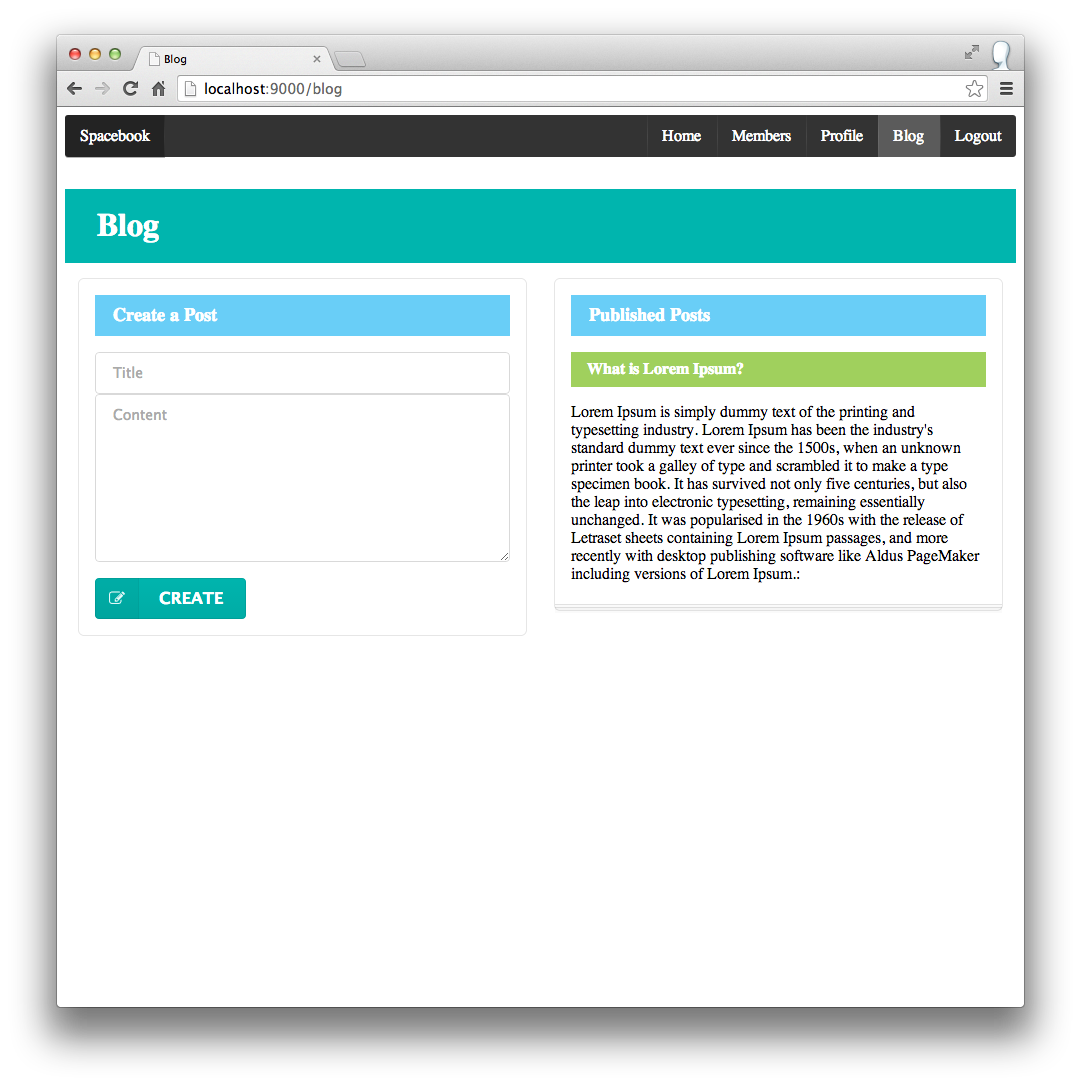 Blog
localhost:9000/blog
Spacebook
Home
Members
Profile
Blog
Logout
Blog
Create a Post
Title
Content
CREATE
Published Posts
What is Lorem Ipsum?
Lorem Ipsum is simply dummy text of the printing and
typesetting industry. Lorem Ipsum has been the industry's
standard dummy text ever since the 1500s, when an unknown
printer took a galley of type and scrambled it to make a type
specimen book. It has survived not only five centuries, but also
the leap into electronic typesetting, remaining essentially
unchanged. It was popularised in the 1960s with the release of
Letraset sheets containing Lorem Ipsum passages, and more
recently with desktop publishing software like Aldus PageMaker
including versions of Lorem Ipsum.: